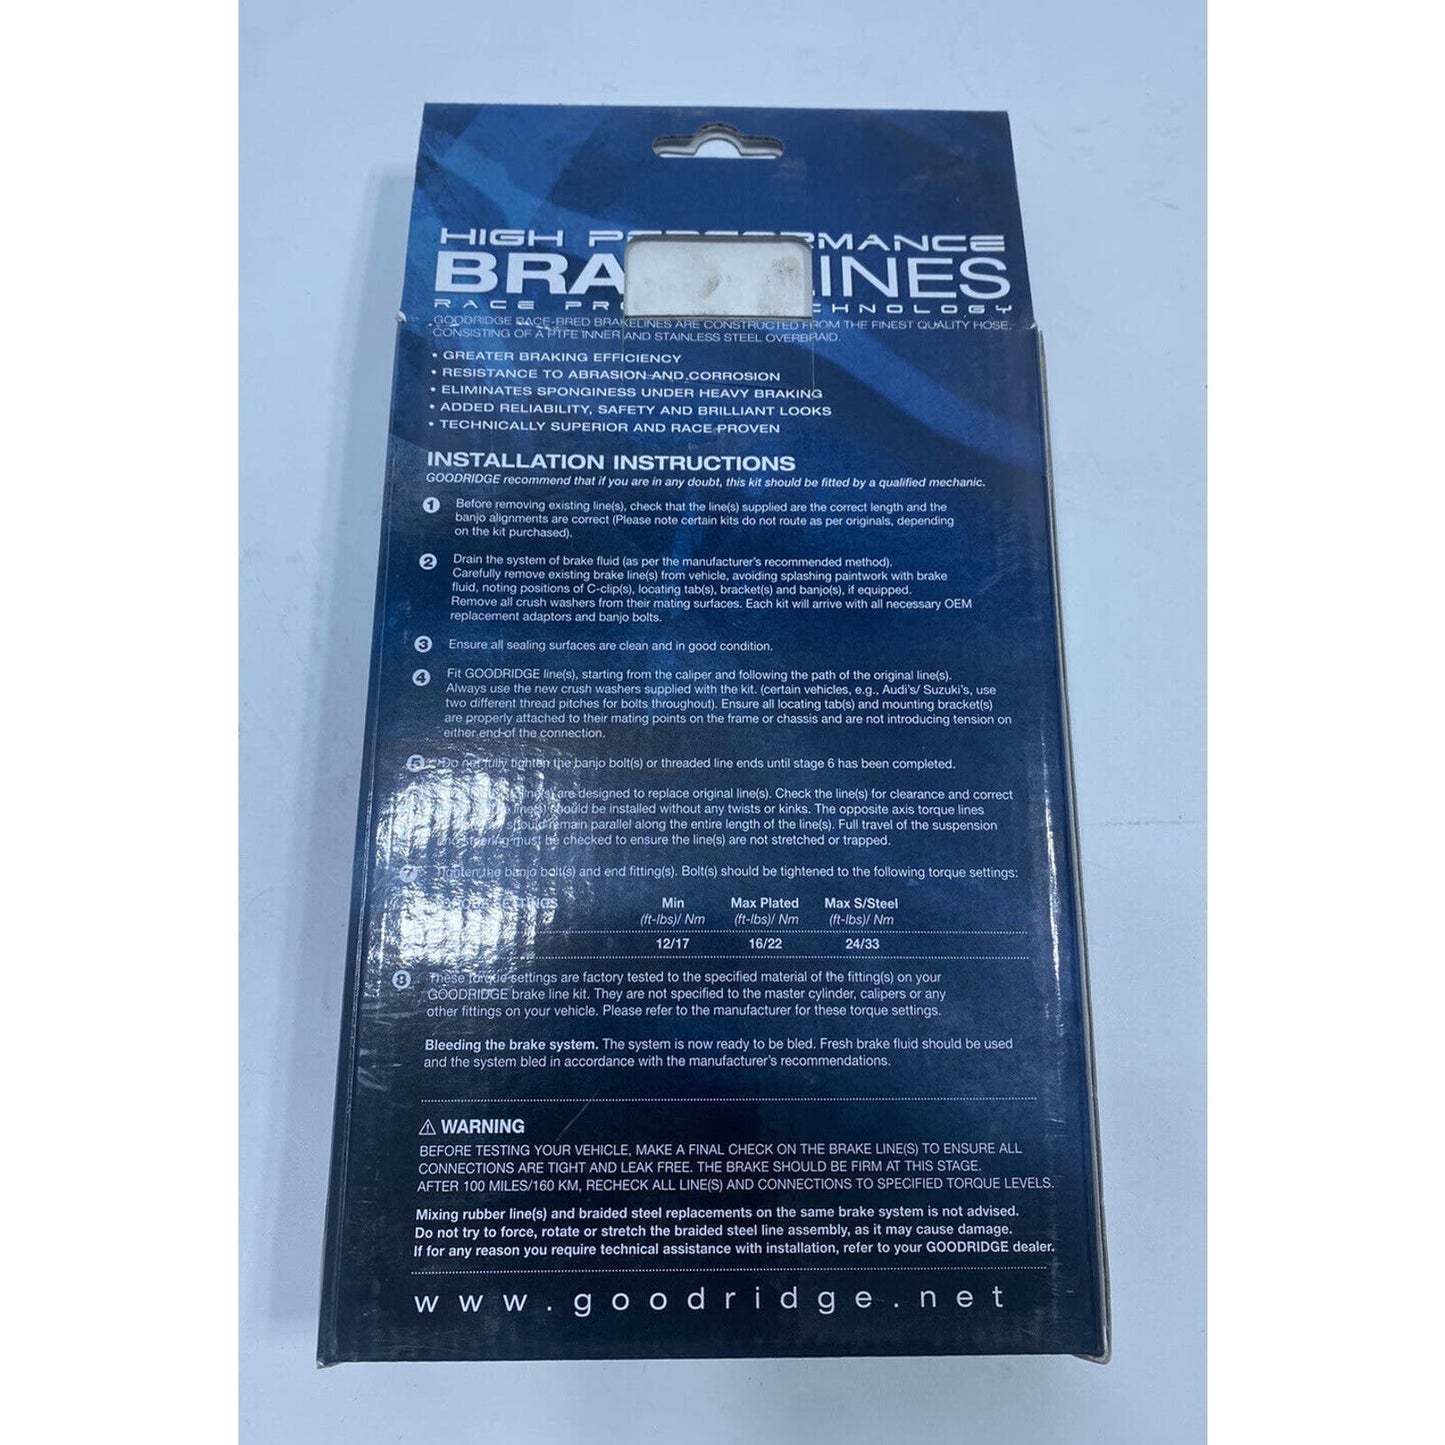 HIGH PERFORMANCE
BRA LINES
RACE PR CHNOLOGY
GOODRIDGE RACE-BRED BRAKELINES ARE CONSTRUCTED FROM THE FINEST QUALITY HOSE,
CONSISTING OF A PTFE INNER AND STAINLESS STEEL OVERBRAID.
• GREATER BRAKING EFFICIENCY
• RESISTANCE TO ABRASION AND CORROSION
• ELIMINATES SPONGINESS UNDER HEAVY BRAKING
• ADDED RELIABILITY, SAFETY AND BRILLIANT LOOKS
• TECHNICALLY SUPERIOR AND RACE PROVEN
INSTALLATION INSTRUCTIONS
GOODRIDGE recommend that if you are in any doubt, this kit should be fitted by a qualified mechanic.
1 Before removing existing line(s), check that the line(s) supplied are the correct length and the
banjo alignments are correct (Please note certain kits do not route as per originals, depending
on the kit purchased).
2 Drain the system of brake fluid (as per the manufacturer's recommended method).
Carefully remove existing brake line(s) from vehicle, avoiding splashing paintwork with brake
fluid, noting positions of C-clip(s), locating tab(s), bracket(s) and banjo(s), if equipped.
Remove all crush washers from their mating surfaces. Each kit will arrive with all necessary OEM
replacement adaptors and banjo bolts.
3 Ensure all sealing surfaces are clean and in good condition.
4 Fit GOODRIDGE line(s), starting from the caliper and following the path of the original line(s).
Always use the new crush washers supplied with the kit. (certain vehicles, e.g., Audi's/ Suzuki's, use
two different thread pitches for bolts throughout). Ensure all locating tab(s) and mounting bracket(s)
are properly attached to their mating points on the frame or chassis and are not introducing tension on
either end of the connection.
5 Do not fully tighten the banjo bolt(s) or threaded line ends until stage 6 has been completed.
line(s) are designed to replace original line(s). Check the line(s) for clearance and correct
line(s) should be installed without any twists or kinks. The opposite axis torque lines
should remain parallel along the entire length of the line(s). Full travel of the suspension
and steering must be checked to ensure the line(s) are not stretched or trapped.
7 Tighten the banjo bolt(s) and end fitting(s). Bolt(s) should be tightened to the following torque settings:
TORQUE SETTINGS Min Max Plated Max S/Steel
(ft-lbs)/ Nm (ft-lbs)/ Nm (ft-lbs)/ Nm
12/17 16/22 24/33
8 These torque settings are factory tested to the specified material of the fitting(s) on your
GOODRIDGE brake line kit. They are not specified to the master cylinder, calipers or any
other fittings on your vehicle. Please refer to the manufacturer for these torque settings.
Bleeding the brake system. The system is now ready to be bled. Fresh brake fluid should be used
and the system bled in accordance with the manufacturer's recommendations.
⚠ WARNING
BEFORE TESTING YOUR VEHICLE, MAKE A FINAL CHECK ON THE BRAKE LINE(S) TO ENSURE ALL
CONNECTIONS ARE TIGHT AND LEAK FREE. THE BRAKE SHOULD BE FIRM AT THIS STAGE.
AFTER 100 MILES/160 KM, RECHECK ALL LINE(S) AND CONNECTIONS TO SPECIFIED TORQUE LEVELS.
Mixing rubber line(s) and braided steel replacements on the same brake system is not advised.
Do not try to force, rotate or stretch the braided steel line assembly, as it may cause damage.
If for any reason you require technical assistance with installation, refer to your GOODRIDGE dealer.
www.goodridge.net